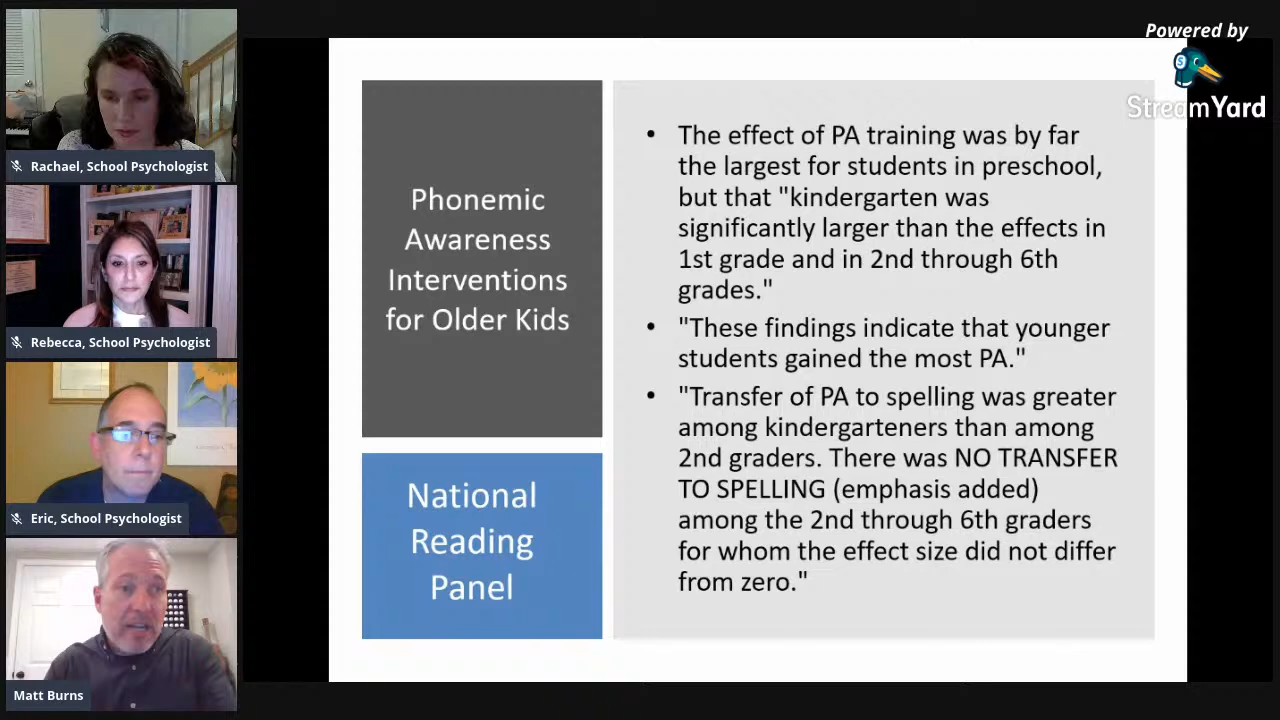 Powered by
StreamYard
Rachael, School Psychologist
Rebecca, School Psychologist
Eric, School Psychologist
Matt Burns
Phonemic
Awareness
Interventions
for Older Kids
National
Reading
Panel
• The effect of PA training was by far
the largest for students in preschool,
but that "kindergarten was
significantly larger than the effects in
1st grade and in 2nd through 6th
grades."
• "These findings indicate that younger
students gained the most PA."
• "Transfer of PA to spelling was greater
among kindergarteners than among
2nd graders. There was NO TRANSFER
TO SPELLING (emphasis added)
among the 2nd through 6th graders
for whom the effect size did not differ
from zero."